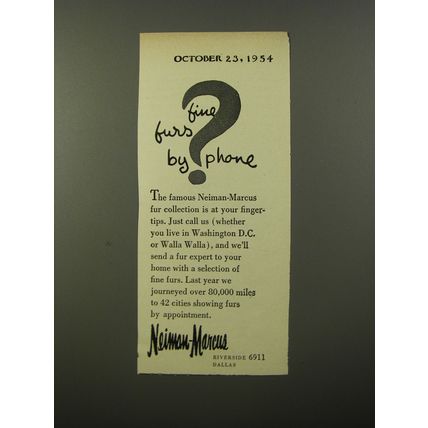 OCTOBER 23, 1954
fine
furs ?
by phone
The famous Neiman-Marcus
fur collection is at your finger-
tips. Just call us (whether
you live in Washington D.C.
or Walla Walla), and we'll
send a fur expert to your
home with a selection of
fine furs. Last year we
journeyed over 80,000 miles
to 42 cities showing furs
by appointment.
Neiman-Marcus
RIVERSIDE 6911
DALLAS